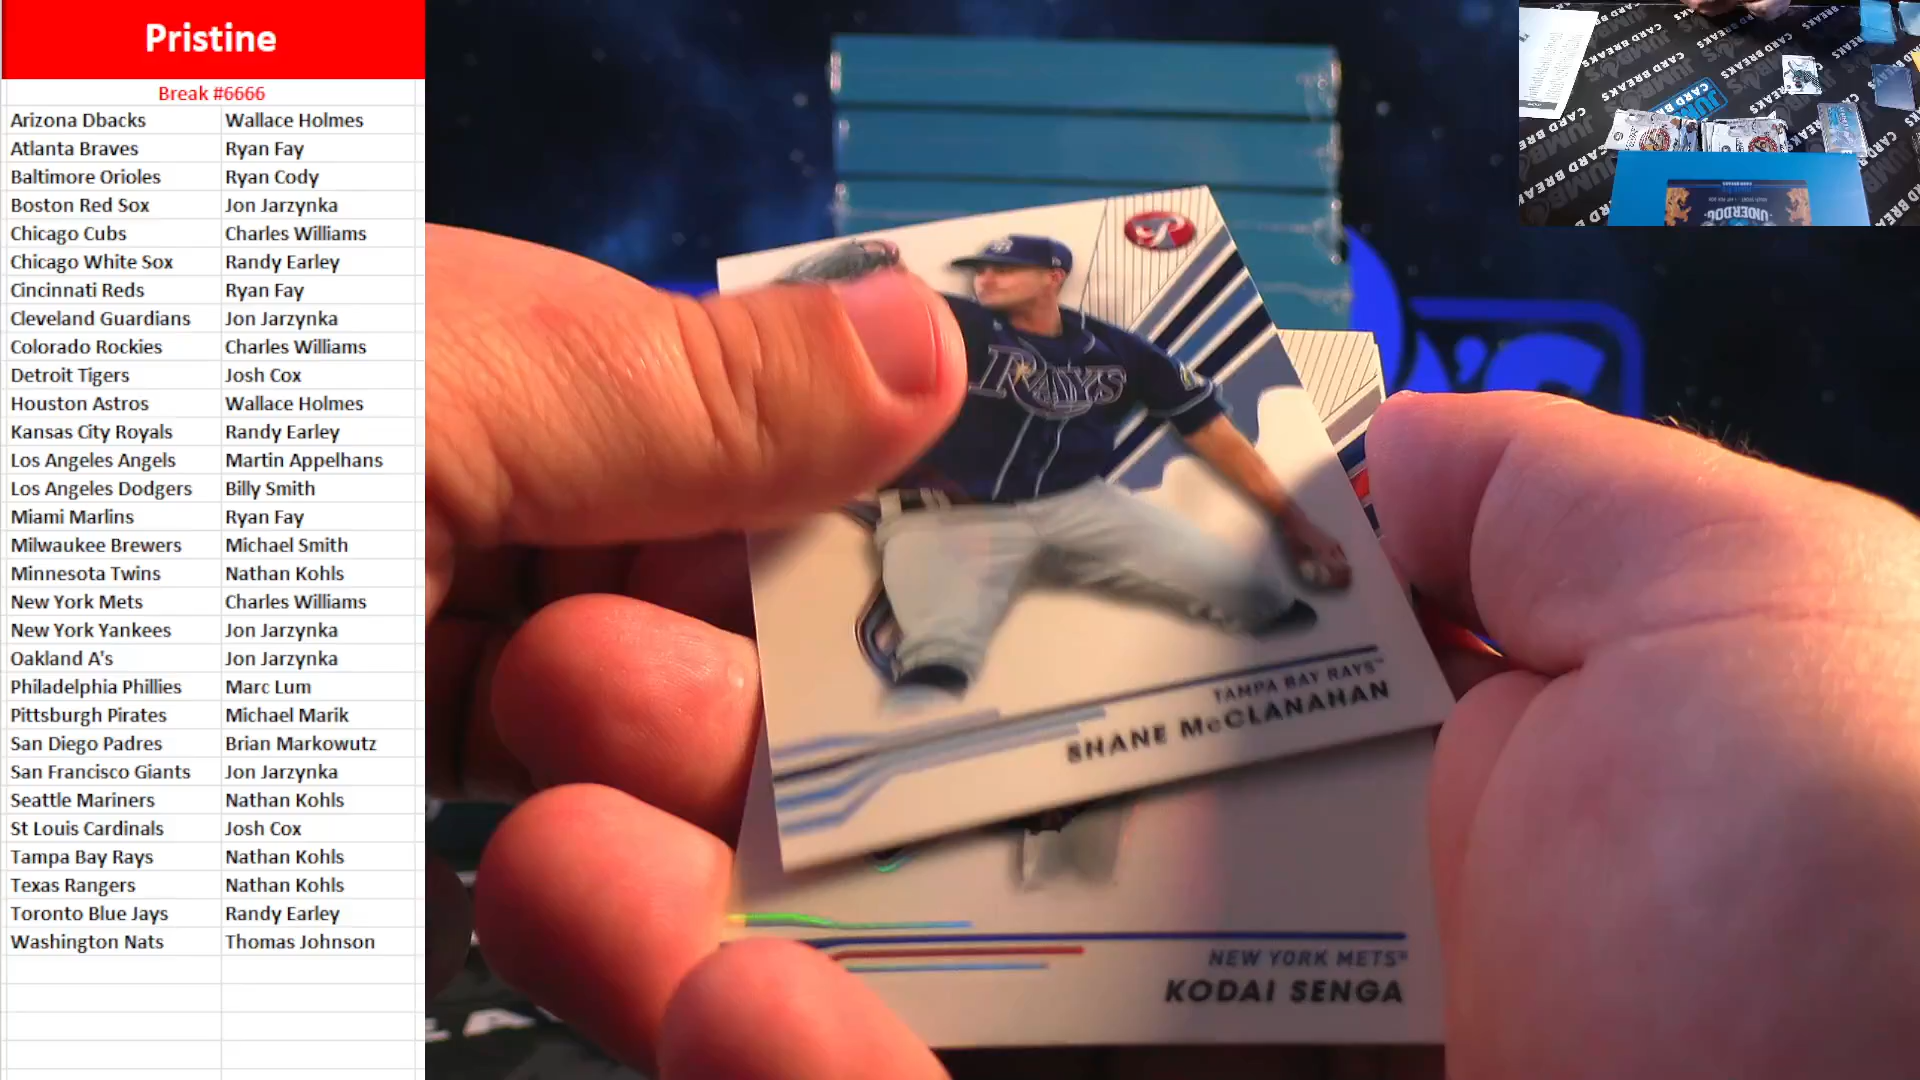 Pristine
Break #6666
Arizona Dbacks Wallace Holmes
Atlanta Braves Ryan Fay
Baltimore Orioles Ryan Cody
Boston Red Sox Jon Jarzynka
Chicago Cubs Charles Williams
Chicago White Sox Randy Earley
Cincinnati Reds Ryan Fay
Cleveland Guardians Jon Jarzynka
Colorado Rockies Charles Williams
Detroit Tigers Josh Cox
Houston Astros Wallace Holmes
Kansas City Royals Randy Earley
Los Angeles Angels Martin Appelhans
Los Angeles Dodgers Billy Smith
Miami Marlins Ryan Fay
Milwaukee Brewers Michael Smith
Minnesota Twins Nathan Kohls
New York Mets Charles Williams
New York Yankees Jon Jarzynka
Oakland A's Jon Jarzynka
Philadelphia Phillies Marc Lum
Pittsburgh Pirates Michael Marik
San Diego Padres Brian Markowutz
San Francisco Giants Jon Jarzynka
Seattle Mariners Nathan Kohls
St Louis Cardinals Josh Cox
Tampa Bay Rays Nathan Kohls
Texas Rangers Nathan Kohls
Toronto Blue Jays Randy Earley
Washington Nats Thomas Johnson
P
RAYS
TAMPA BAY RAYS™
SHANE McCLANAHAN
NEW YORK METS®
KODAI SENGA
JUMBO'S
CARD BREAKS
UNDERDOG